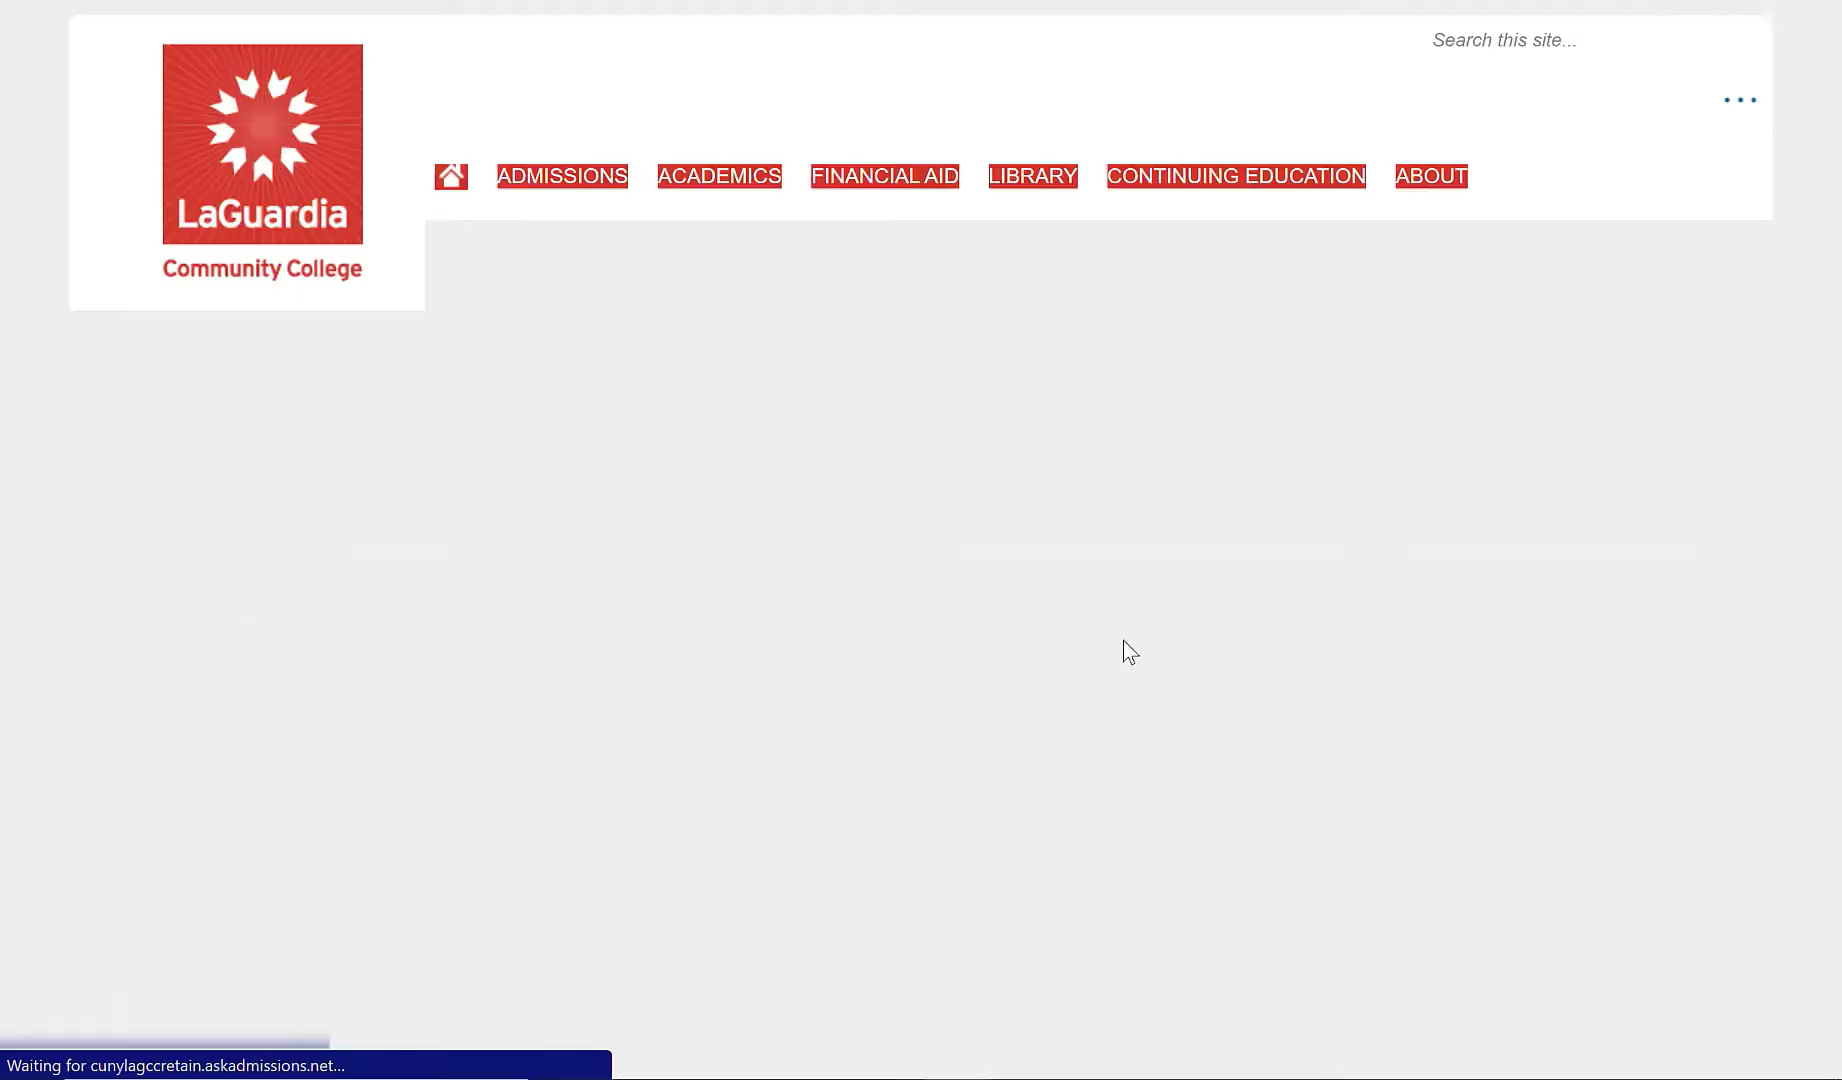 Search this site...
LaGuardia
Community College
ADMISSIONS ACADEMICS FINANCIAL AID LIBRARY CONTINUING EDUCATION ABOUT
Waiting for cunylagccretain.askadmissions.net...